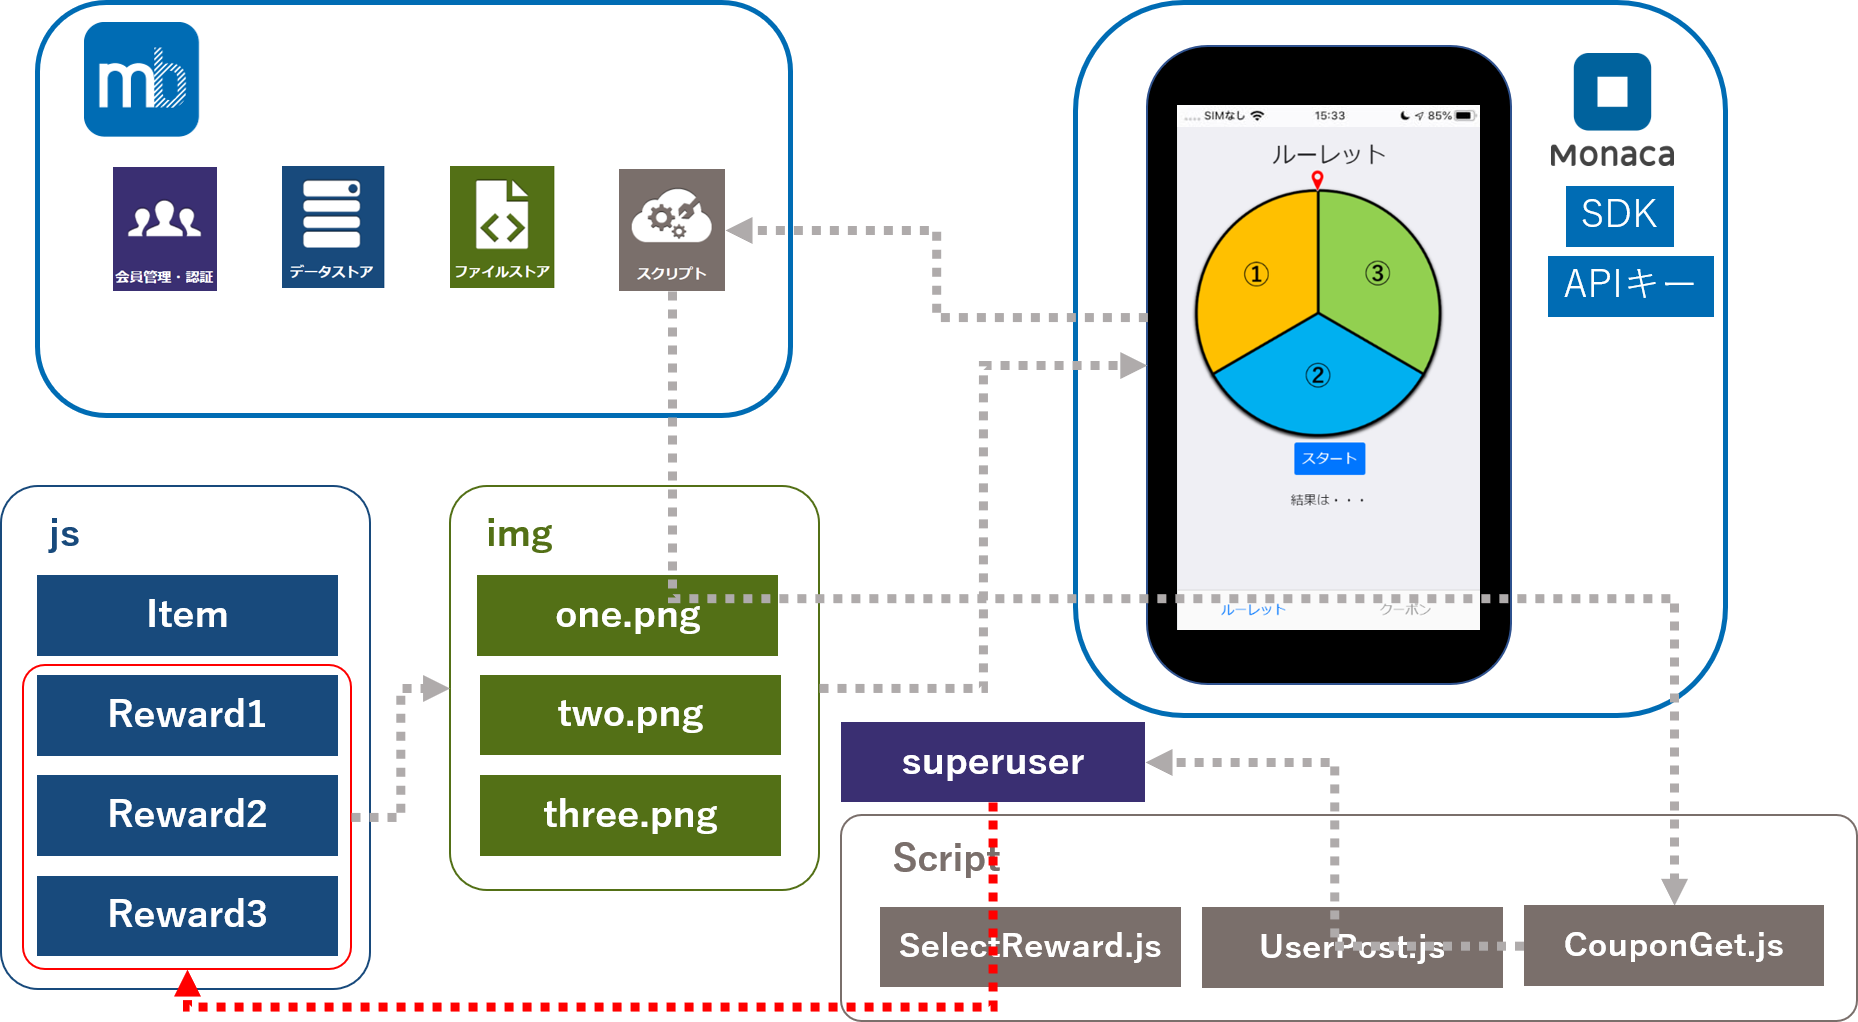 mb
会員管理・認証
データストア
ファイルストア
スクリプト
SIMなし
15:33
85%
ルーレット
①
③
②
スタート
結果は・・・
ルーレット
クーポン
Monaca
SDK
APIキー
js
Item
Reward1
Reward2
Reward3
img
one.png
two.png
three.png
superuser
Script
SelectReward.js
UserPost.js
CouponGet.js